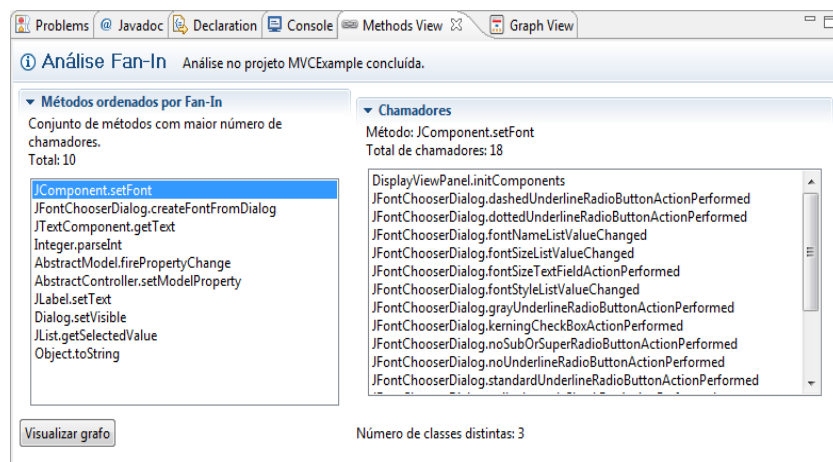 Problems @ Javadoc Declaration Console Methods View Graph View
Análise Fan-In Análise no projeto MVCExample concluída.
Métodos ordenados por Fan-In
Conjunto de métodos com maior número de
chamadores.
Total: 10
JComponent.setFont
JFontChooserDialog.createFontFromDialog
JTextComponent.getText
Integer.parseInt
AbstractModel.firePropertyChange
AbstractController.setModelProperty
JLabel.setText
Dialog.setVisible
JList.getSelectedValue
Object.toString
Visualizar grafo
Chamadores
Método: JComponent.setFont
Total de chamadores: 18
DisplayViewPanel.initComponents
JFontChooserDialog.dashedUnderlineRadioButtonActionPerformed
JFontChooserDialog.dottedUnderlineRadioButtonActionPerformed
JFontChooserDialog.fontNameListValueChanged
JFontChooserDialog.fontSizeListValueChanged
JFontChooserDialog.fontSizeTextFieldActionPerformed
JFontChooserDialog.fontStyleListValueChanged
JFontChooserDialog.grayUnderlineRadioButtonActionPerformed
JFontChooserDialog.kerningCheckBoxActionPerformed
JFontChooserDialog.noSubOrSuperRadioButtonActionPerformed
JFontChooserDialog.noUnderlineRadioButtonActionPerformed
JFontChooserDialog.standardUnderlineRadioButtonActionPerformed
Número de classes distintas: 3